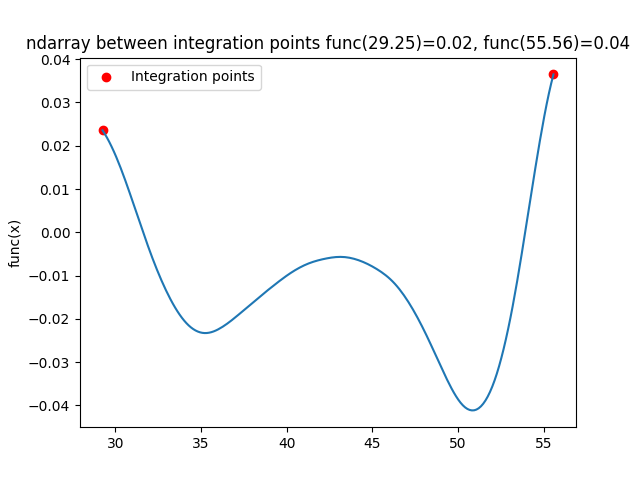 ndarray between integration points func(29.25)=0.02, func(55.56)=0.04
Integration points
func(x)
0.04
0.03
0.02
0.01
0.00
−0.01
−0.02
−0.03
−0.04
30 35 40 45 50 55